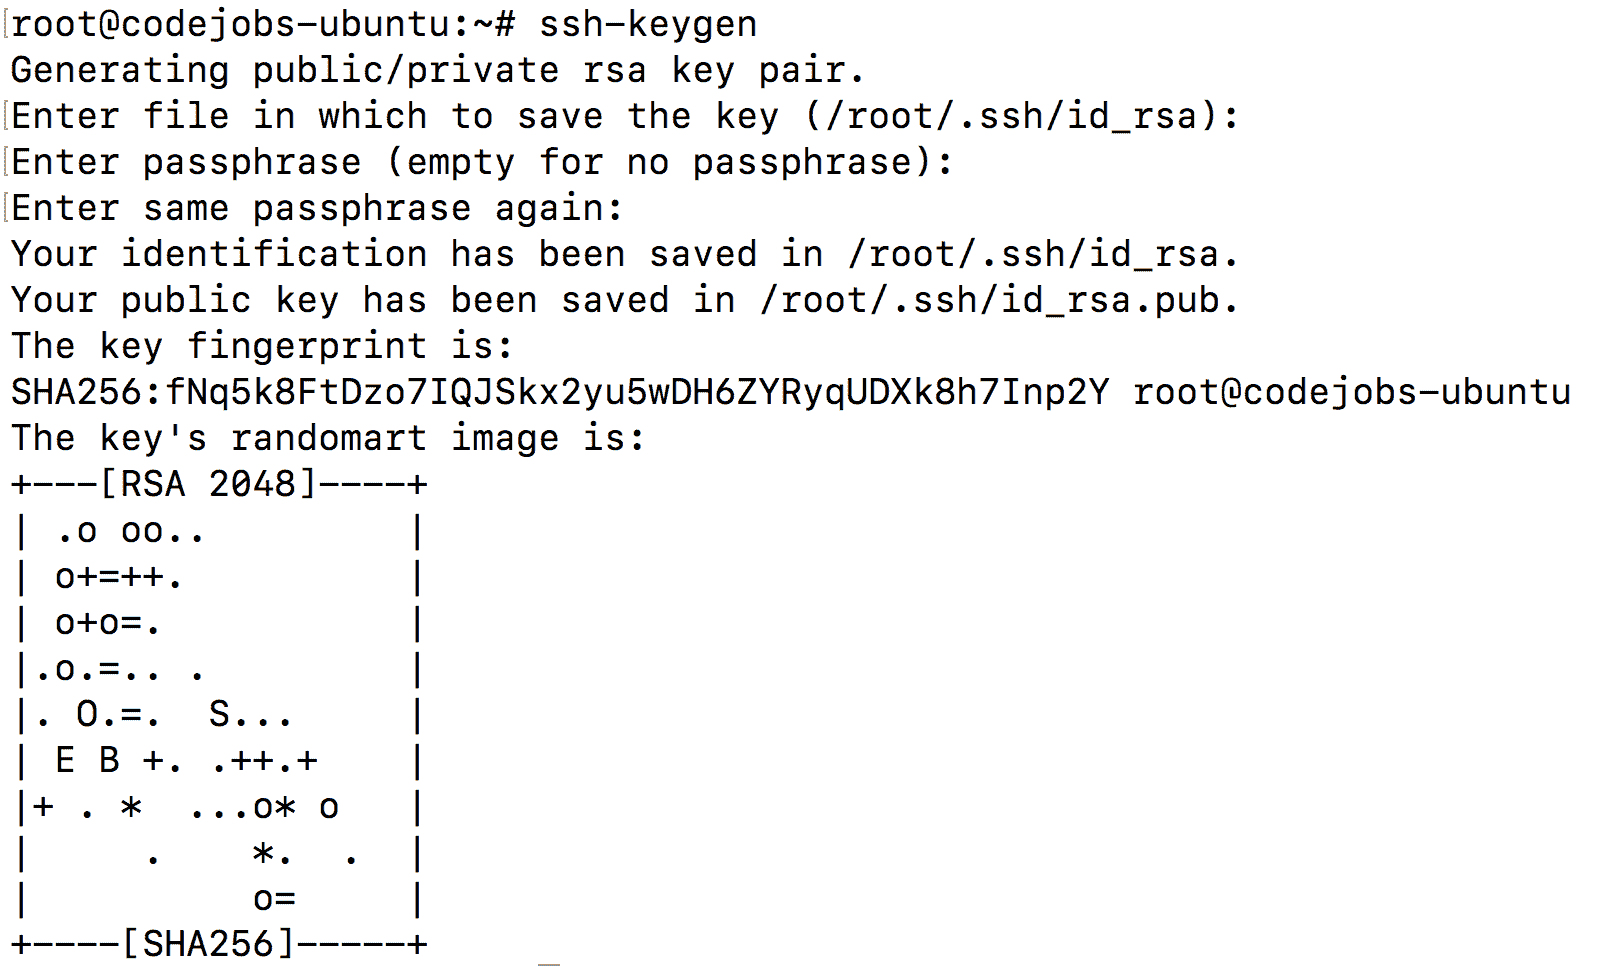 root@codejobs-ubuntu:~# ssh-keygen
Generating public/private rsa key pair.
Enter file in which to save the key (/root/.ssh/id_rsa):
Enter passphrase (empty for no passphrase):
Enter same passphrase again:
Your identification has been saved in /root/.ssh/id_rsa.
Your public key has been saved in /root/.ssh/id_rsa.pub.
The key fingerprint is:
SHA256:fNq5k8FtDzo7IQJSkx2yu5wDH6ZYRyqUDXk8h7Inp2Y root@codejobs-ubuntu
The key's randomart image is:
+---[RSA 2048]----+
| .o oo..         |
| o+=++.          |
| o+o=.           |
|.o.=.. .         |
|. O.=.  S...     |
| E B +. .++.+    |
|+ . *  ...o* o   |
|     .    *.  .  |
|          o=     |
+----[SHA256]-----+